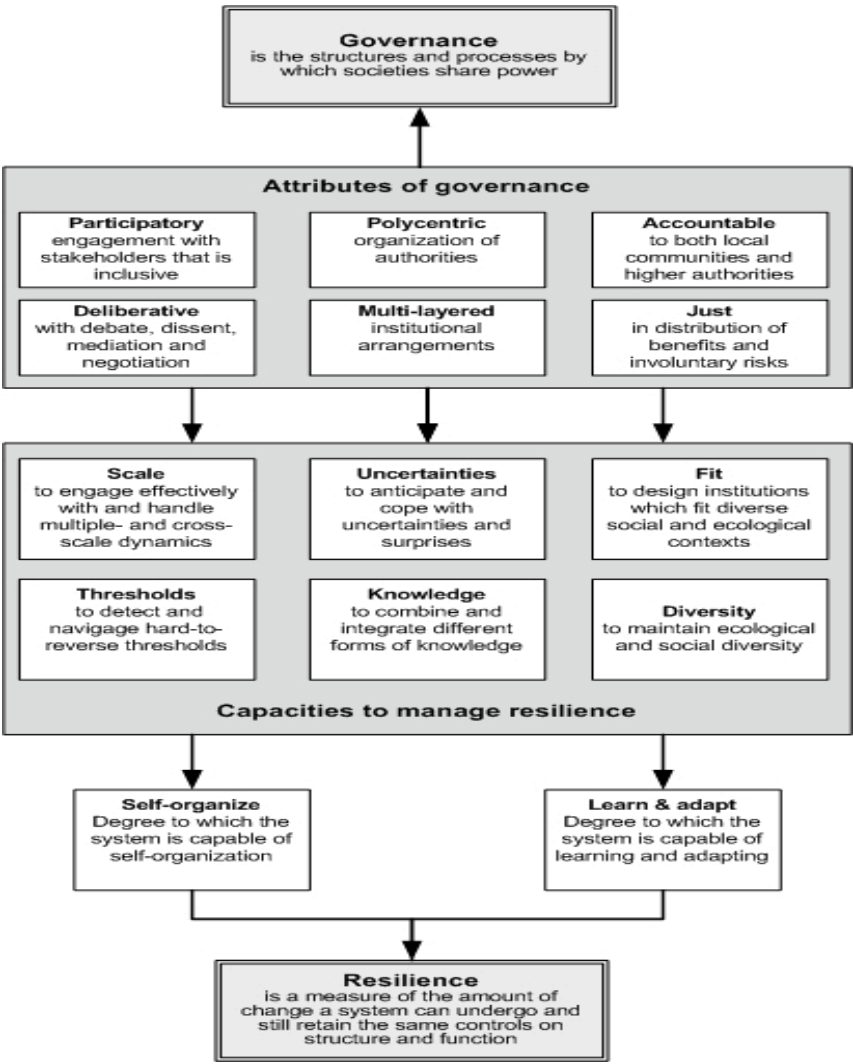 Governance
is the structures and processes by
which societies share power
Attributes of governance
Participatory
engagement with
stakeholders that is
inclusive
Polycentric
organization of
authorities
Accountable
to both local
communities and
higher authorities
Deliberative
with debate, dissent,
mediation and
negotiation
Multi-layered
institutional
arrangements
Just
in distribution of
benefits and
involuntary risks
Scale
to engage effectively
with and handle
multiple- and cross-
scale dynamics
Uncertainties
to anticipate and
cope with
uncertainties and
surprises
Fit
to design institutions
which fit diverse
social and ecological
contexts
Thresholds
to detect and
navigage hard-to-
reverse thresholds
Knowledge
to combine and
integrate different
forms of knowledge
Diversity
to maintain ecological
and social diversity
Capacities to manage resilience
Self-organize
Degree to which the
system is capable of
self-organization
Learn & adapt
Degree to which the
system is capable of
learning and adapting
Resilience
is a measure of the amount of
change a system can undergo and
still retain the same controls on
structure and function